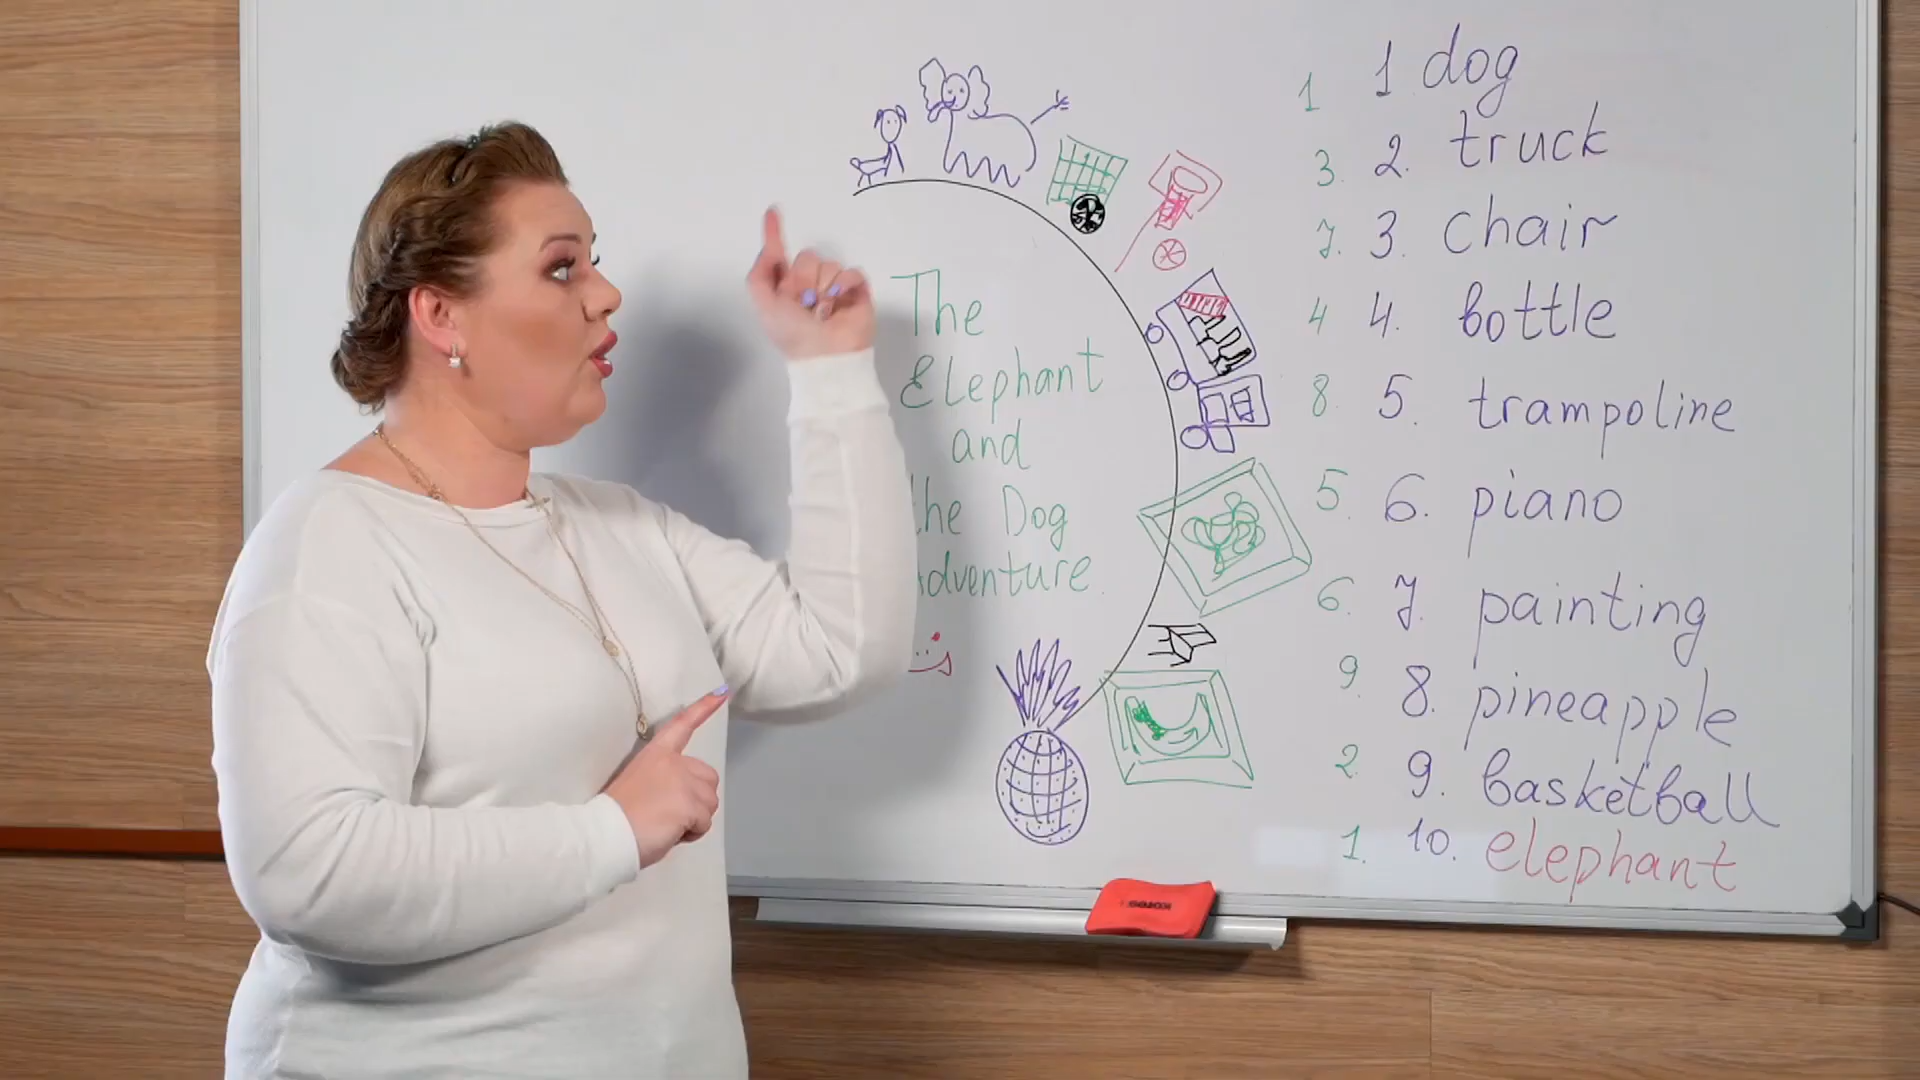 The
Elephant
and
the Dog
Adventure.
1 1 dog
3. 2. truck
7. 3. chair
4 4. bottle
8. 5. trampoline
5. 6. piano
6. 7. painting
9. 8. pineapple
2. 9. basketball
1. 10. elephant